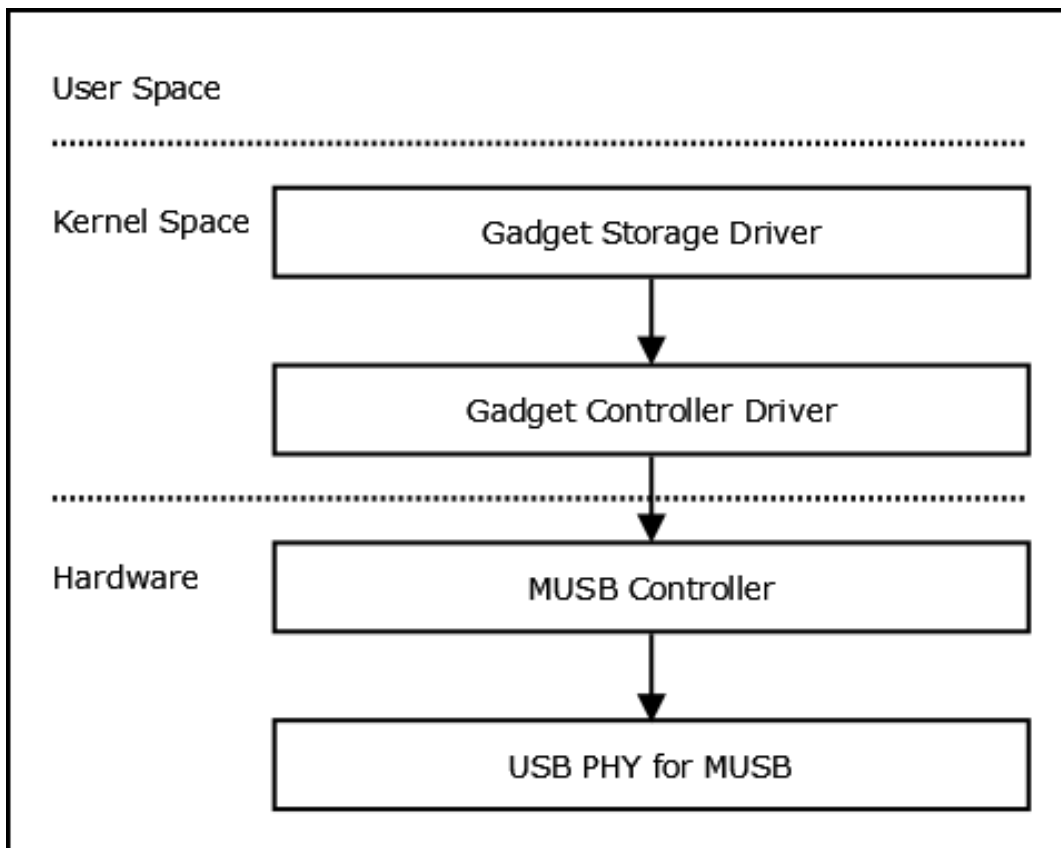 User Space
Kernel Space
Gadget Storage Driver
Gadget Controller Driver
Hardware
MUSB Controller
USB PHY for MUSB